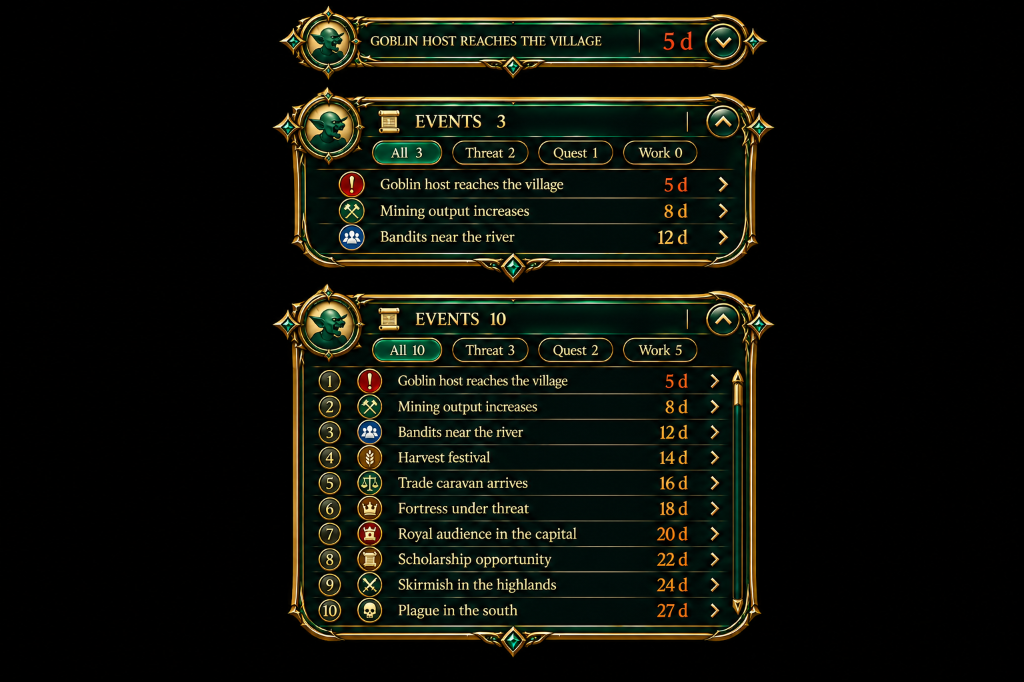 GOBLIN HOST REACHES THE VILLAGE 5 d
EVENTS 3
All 3 Threat 2 Quest 1 Work 0
Goblin host reaches the village 5 d
Mining output increases 8 d
Bandits near the river 12 d
EVENTS 10
All 10 Threat 3 Quest 2 Work 5
1 Goblin host reaches the village 5 d
2 Mining output increases 8 d
3 Bandits near the river 12 d
4 Harvest festival 14 d
5 Trade caravan arrives 16 d
6 Fortress under threat 18 d
7 Royal audience in the capital 20 d
8 Scholarship opportunity 22 d
9 Skirmish in the highlands 24 d
10 Plague in the south 27 d